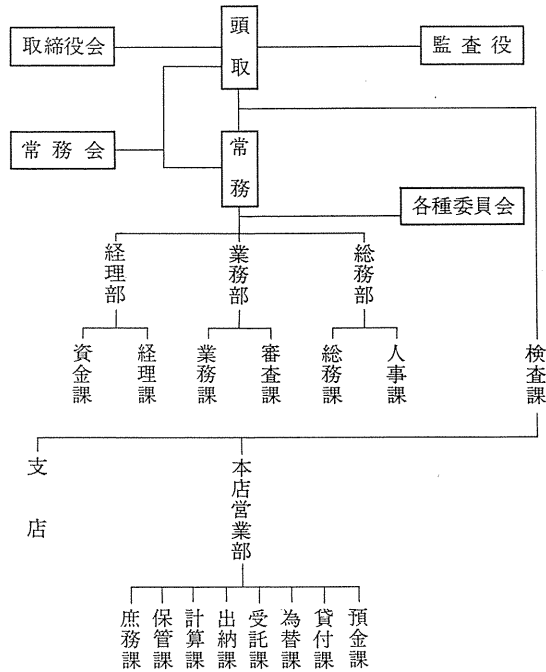 頭取
取締役会
監査役
常務会
常務
各種委員会
経理部
業務部
総務部
資金課
経理課
業務課
審査課
総務課
人事課
検査課
支店
本店営業部
庶務課
保管課
計算課
出納課
受託課
為替課
貸付課
預金課